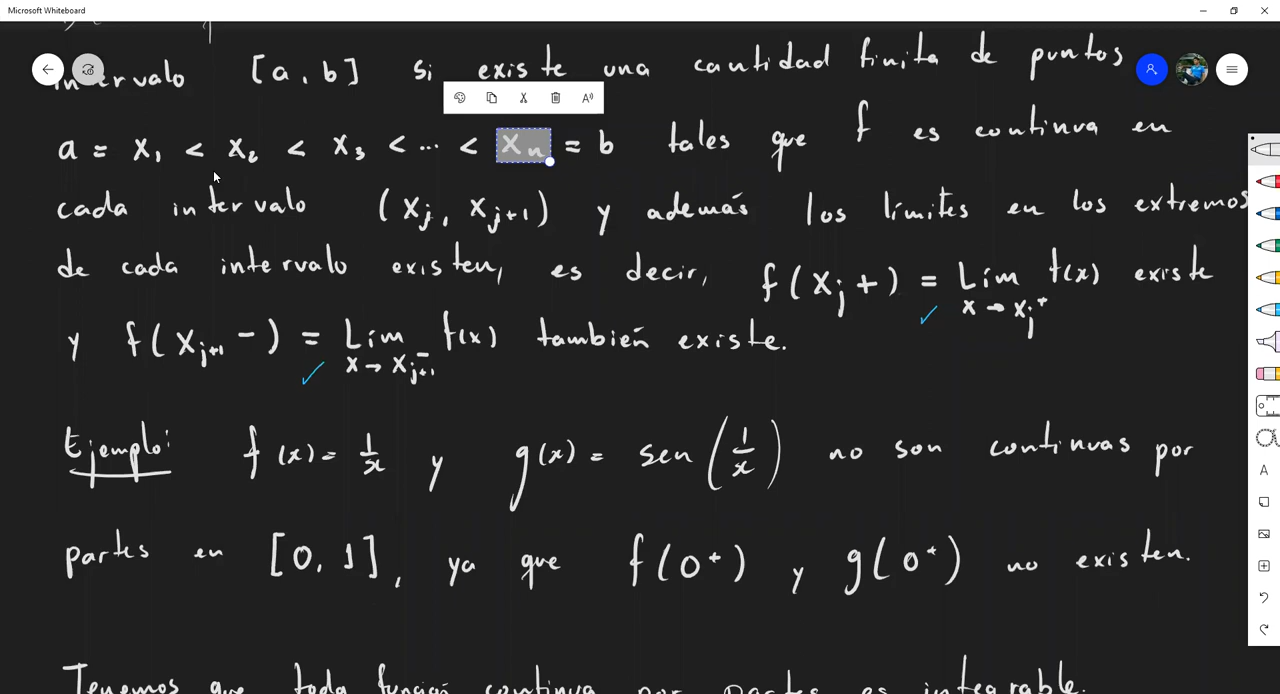 Microsoft Whiteboard
intervalo [a, b] si existe una cantidad finita de puntos
a = x₁ < x₂ < x₃ < ... < xₙ = b tales que f es continua en
cada intervalo (xⱼ, xⱼ₊₁) y además los límites en los extremos
de cada intervalo existen, es decir, f(xⱼ+) = Lím f(x) existe
x → xⱼ⁺
y f(xⱼ₊₁ -) = Lím f(x) también existe.
x → xⱼ₊₁⁻
Ejemplo: f(x) = 1/x y g(x) = sen(1/x) no son continuas por
partes en [0, 1], ya que f(0⁺) y g(0⁺) no existen.
Tenemos que toda función continua por partes es integrable.